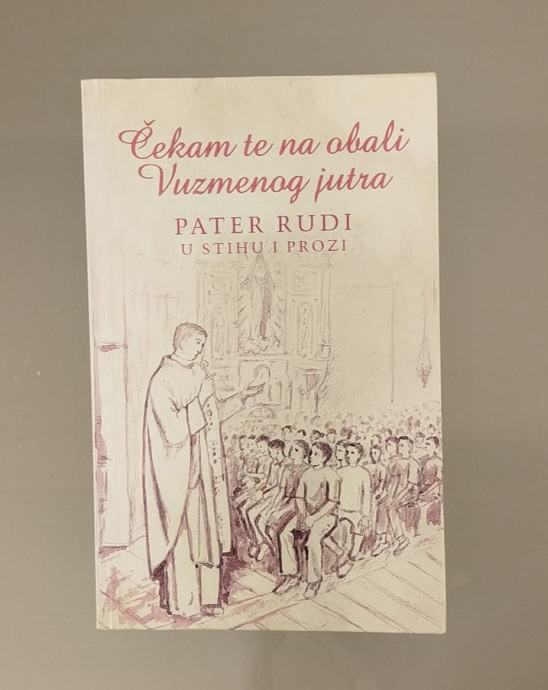 Čekam te na obali
Vuzmenog jutra
PATER RUDI
U STIHU I PROZI